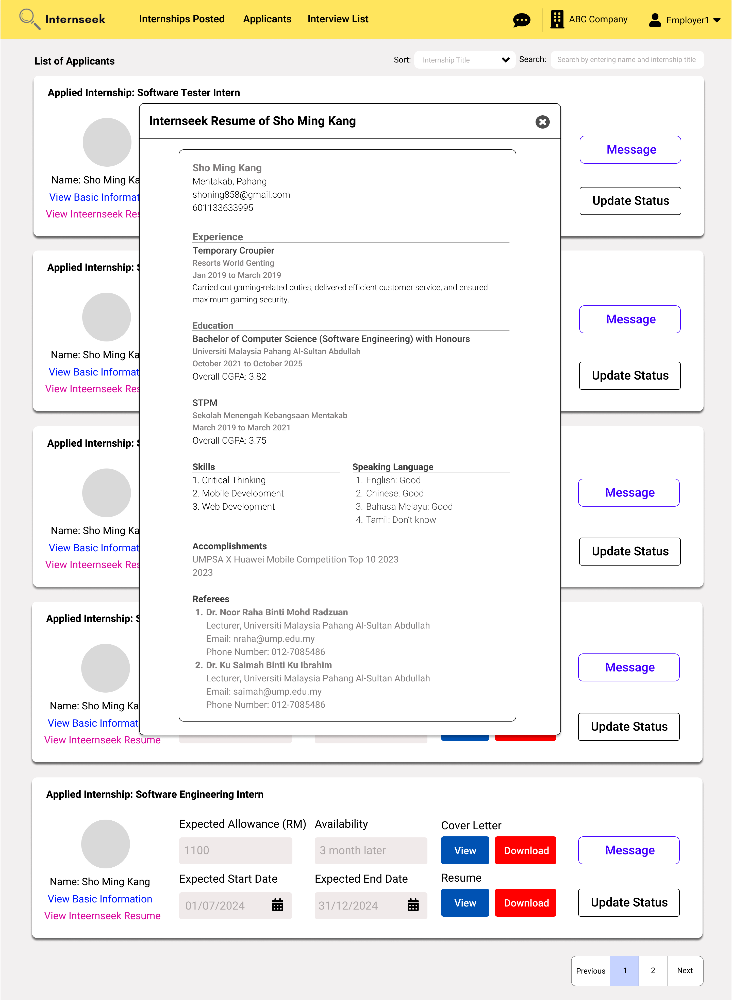 Internseek
Internships Posted
Applicants
Interview List
ABC Company
Employer1
List of Applicants
Sort:
Internship Title
Search:
Search by entering name and internship title
Applied Internship: Software Tester Intern
Name: Sho Ming Ka
View Basic Informat
View Inteernseek Res
Message
Update Status
Internseek Resume of Sho Ming Kang
Sho Ming Kang
Mentakab, Pahang
shoning858@gmail.com
601133633995
Experience
Temporary Croupier
Resorts World Genting
Jan 2019 to March 2019
Carried out gaming-related duties, delivered efficient customer service, and ensured
maximum gaming security.
Education
Bachelor of Computer Science (Software Engineering) with Honours
Universiti Malaysia Pahang Al-Sultan Abdullah
October 2021 to October 2025
Overall CGPA: 3.82
STPM
Sekolah Menengah Kebangsaan Mentakab
March 2019 to March 2021
Overall CGPA: 3.75
Skills
1. Critical Thinking
2. Mobile Development
3. Web Development
Speaking Language
1. English: Good
2. Chinese: Good
3. Bahasa Melayu: Good
4. Tamil: Don't know
Accomplishments
UMPSA X Huawei Mobile Competition Top 10 2023
2023
Referees
1. Dr. Noor Raha Binti Mohd Radzuan
Lecturer, Universiti Malaysia Pahang Al-Sultan Abdullah
Email: nraha@ump.edu.my
Phone Number: 012-7085486
2. Dr. Ku Saimah Binti Ku Ibrahim
Lecturer, Universiti Malaysia Pahang Al-Sultan Abdullah
Email: saimah@ump.edu.my
Phone Number: 012-7085486
Applied Internship: S
Name: Sho Ming Ka
View Basic Informat
View Inteernseek Res
Message
Update Status
Applied Internship: S
Name: Sho Ming Ka
View Basic Informat
View Inteernseek Res
Message
Update Status
Applied Internship: S
Name: Sho Ming Ka
View Basic Informat
View Inteernseek Resume
Message
Update Status
Applied Internship: Software Engineering Intern
Name: Sho Ming Kang
View Basic Information
View Inteernseek Resume
Expected Allowance (RM)
1100
Availability
3 month later
Expected Start Date
01/07/2024
Expected End Date
31/12/2024
Cover Letter
View
Download
Resume
View
Download
Message
Update Status
Previous
1
2
Next